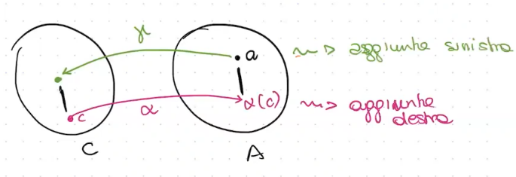 γ
a
~~> aggiunta sinistra
c
α
α(c)
~~> aggiunta destra
C
A